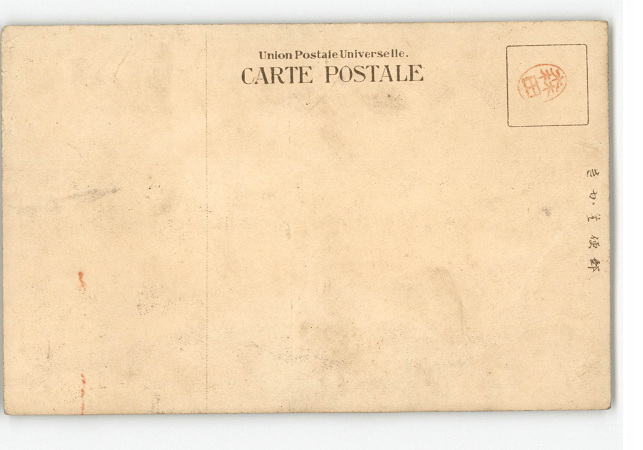 Union Postale Universelle.
CARTE POSTALE
郵便はかき